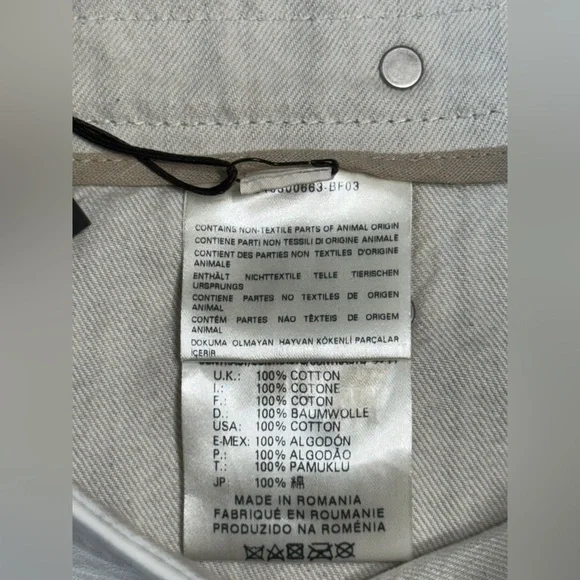 CONTAINS NON-TEXTILE PARTS OF ANIMAL ORIGIN
CONTIENE PARTI NON TESSILI DI ORIGINE ANIMALE
CONTIENT DES PARTIES NON TEXTILES D'ORIGINE
ANIMALE
ENTHÄLT NICHTTEXTILE TEILE TIERISCHEN
URSPRUNGS
CONTIENE PARTES NO TEXTILES DE ORIGEN
ANIMAL
CONTÉM PARTES NÃO TÊXTEIS DE ORIGEM
ANIMAL
DOKUMA OLMAYAN HAYVAN KÖKENLİ PARÇALAR
İÇERİR
U.K.: 100% COTTON
I.: 100% COTONE
F.: 100% COTON
D.: 100% BAUMWOLLE
USA: 100% COTTON
E-MEX: 100% ALGODÓN
P.: 100% ALGODÃO
T.: 100% PAMUKLU
JP: 100% 綿
MADE IN ROMANIA
FABRIQUÉ EN ROUMANIE
PRODUZIDO NA ROMÉNIA